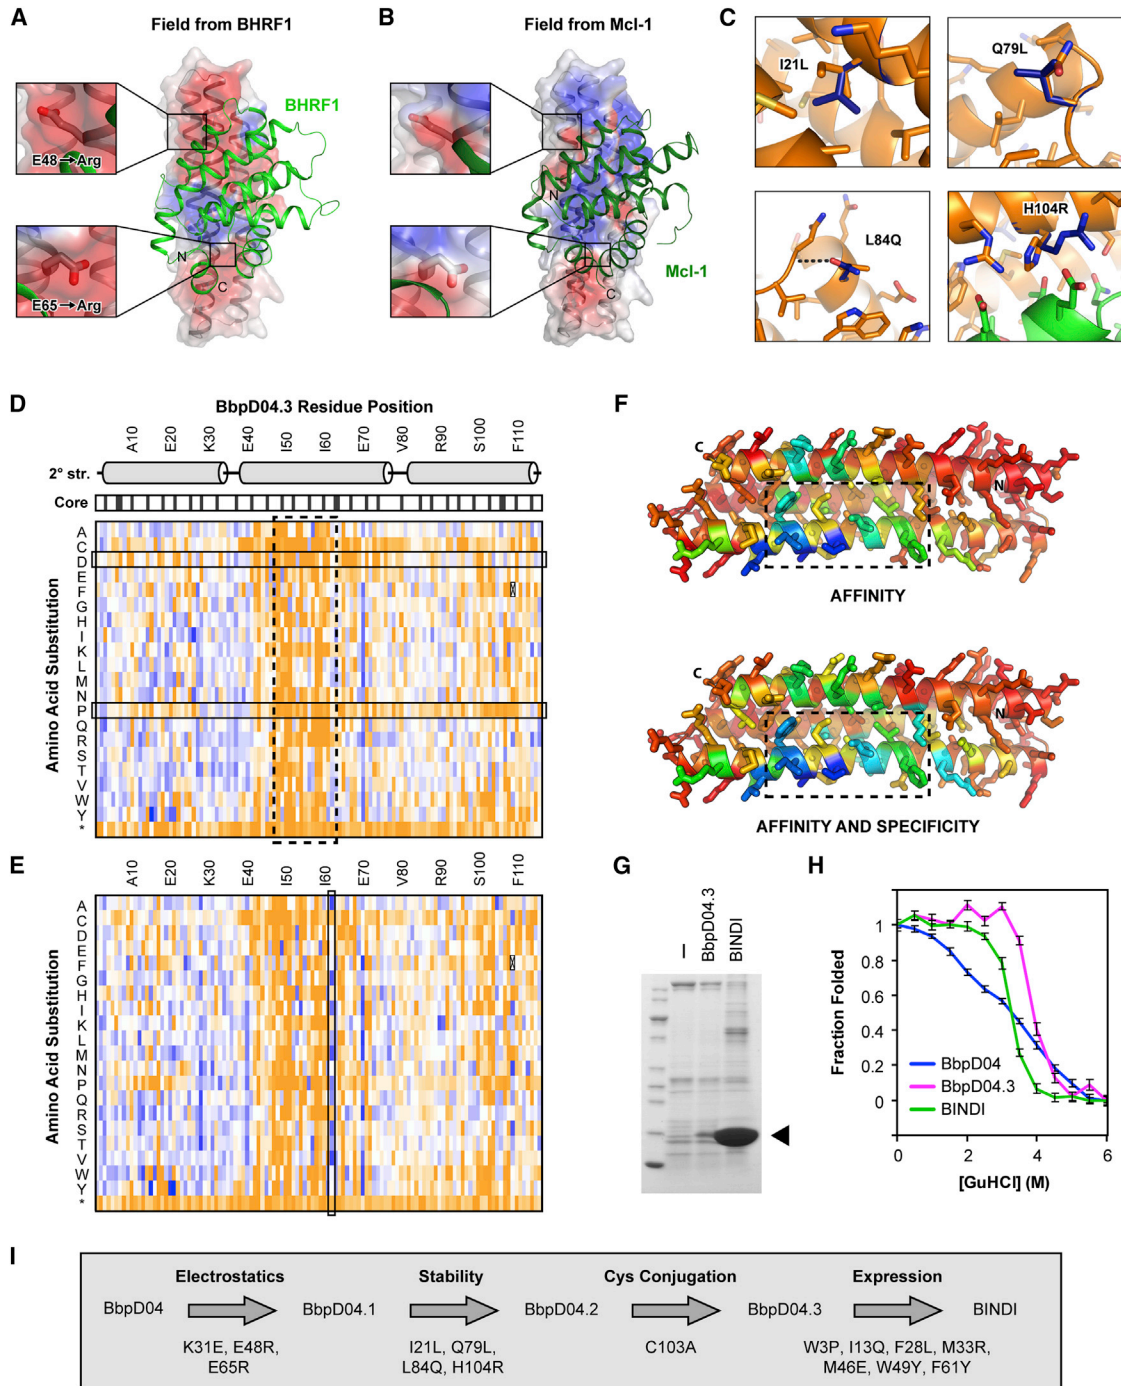 A
Field from BHRF1
BHRF1
E48→Arg
E65→Arg
N
C
B
Field from Mcl-1
N
Mcl-1
C
C
I21L
Q79L
L84Q
H104R
D
BbpD04.3 Residue Position
A10 E20 K30 E40 I50 I60 E70 V80 R90 S100 F110
2° str.
Core
Amino Acid Substitution
A
C
D
E
F
G
H
I
K
L
M
N
P
Q
R
S
T
V
W
Y
*
E
A10 E20 K30 E40 I50 I60 E70 V80 R90 S100 F110
Amino Acid Substitution
A
C
D
E
F
G
H
I
K
L
M
N
P
Q
R
S
T
V
W
Y
*
F
C
N
AFFINITY
C
N
AFFINITY AND SPECIFICITY
G
— BbpD04.3 BINDI
H
Fraction Folded
1
0.8
0.6
0.4
0.2
0
BbpD04
BbpD04.3
BINDI
0 2 4 6
[GuHCl] (M)
I
Electrostatics Stability Cys Conjugation Expression
BbpD04 BbpD04.1 BbpD04.2 BbpD04.3 BINDI
K31E, E48R, I21L, Q79L, C103A W3P, I13Q, F28L, M33R,
E65R L84Q, H104R M46E, W49Y, F61Y